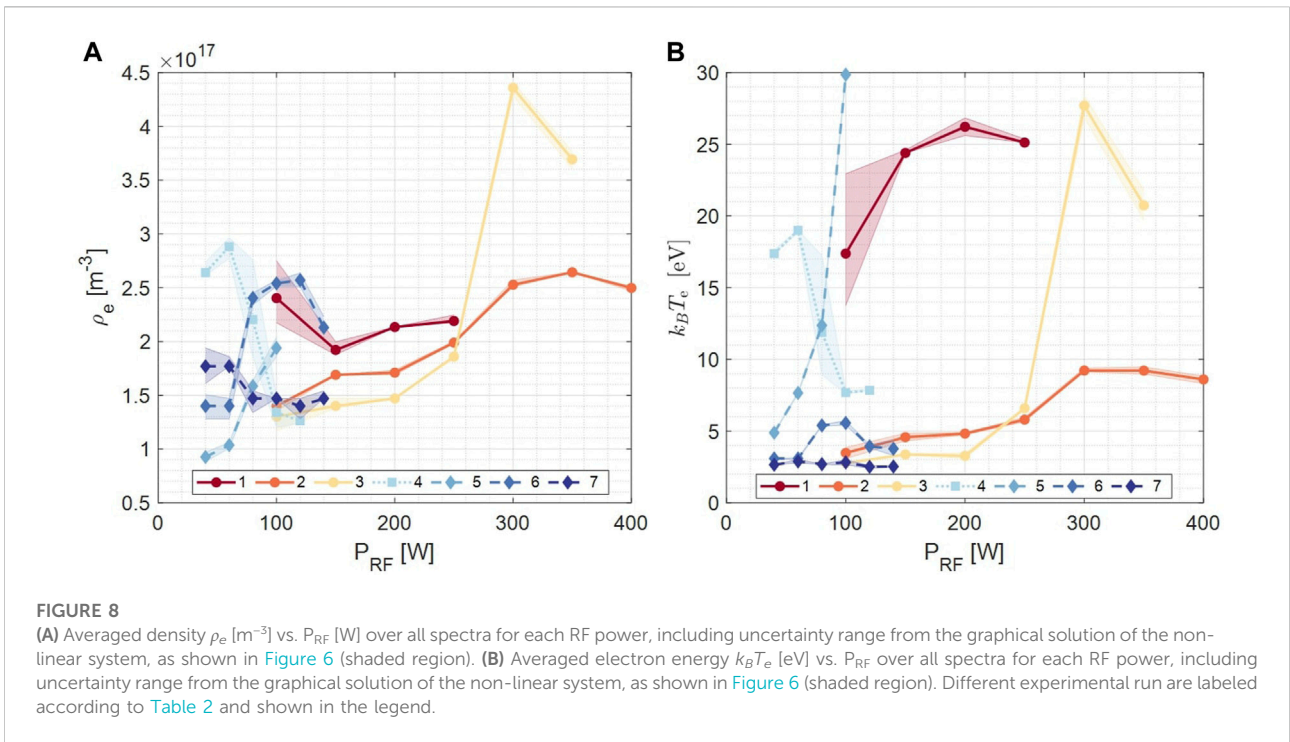 A
×10^17
4.5
4
3.5
3
2.5
2
1.5
1
0.5
ρe [m^-3]
1 2 3 4 5 6 7
0 100 200 300 400
P_RF [W]
B
30
25
20
15
10
5
0
k_BT_e [eV]
1 2 3 4 5 6 7
0 100 200 300 400
P_RF [W]
FIGURE 8
(A) Averaged density ρe [m−3] vs. PRF [W] over all spectra for each RF power, including uncertainty range from the graphical solution of the non-
linear system, as shown in Figure 6 (shaded region). (B) Averaged electron energy kBTe [eV] vs. PRF over all spectra for each RF power, including
uncertainty range from the graphical solution of the non-linear system, as shown in Figure 6 (shaded region). Different experimental run are labeled
according to Table 2 and shown in the legend.